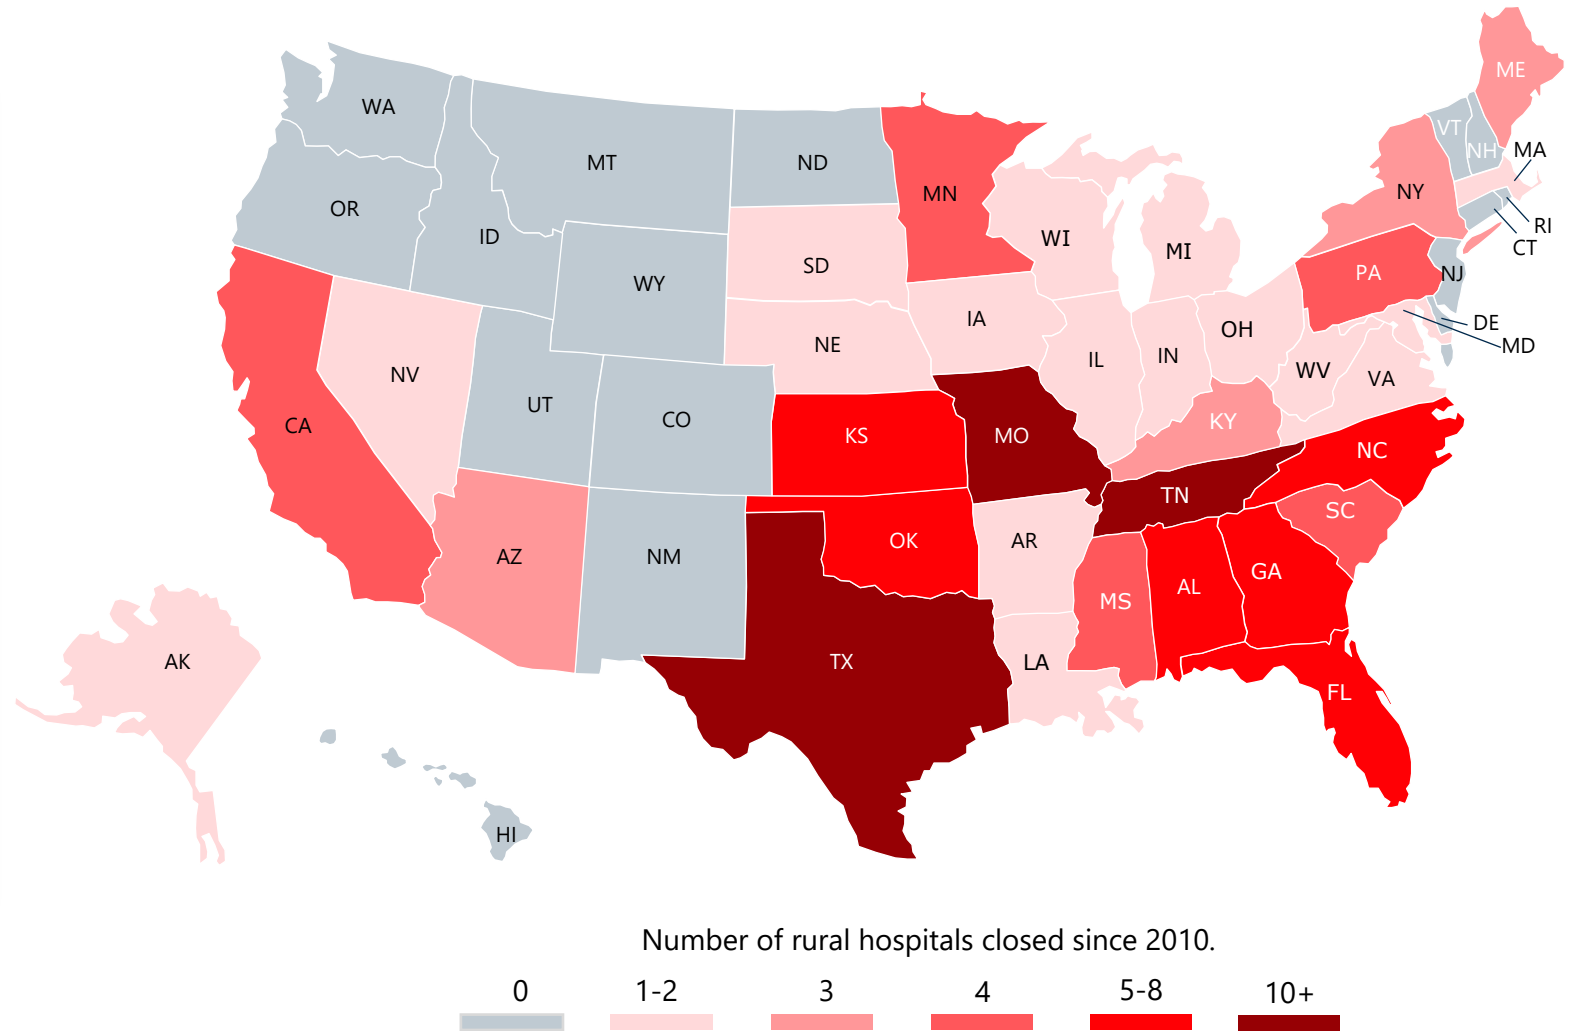 ME
WA
VT
NH
MA
MT
ND
MN
NY
OR
RI
ID
WI
CT
MI
SD
PA
NJ
WY
IA
DE
OH
MD
NE
IL
IN
NV
WV
VA
UT
CO
CA
KS
MO
KY
NC
TN
SC
AZ
NM
OK
AR
GA
MS
AL
AK
TX
LA
FL
HI
Number of rural hospitals closed since 2010.
0 1-2 3 4 5-8 10+